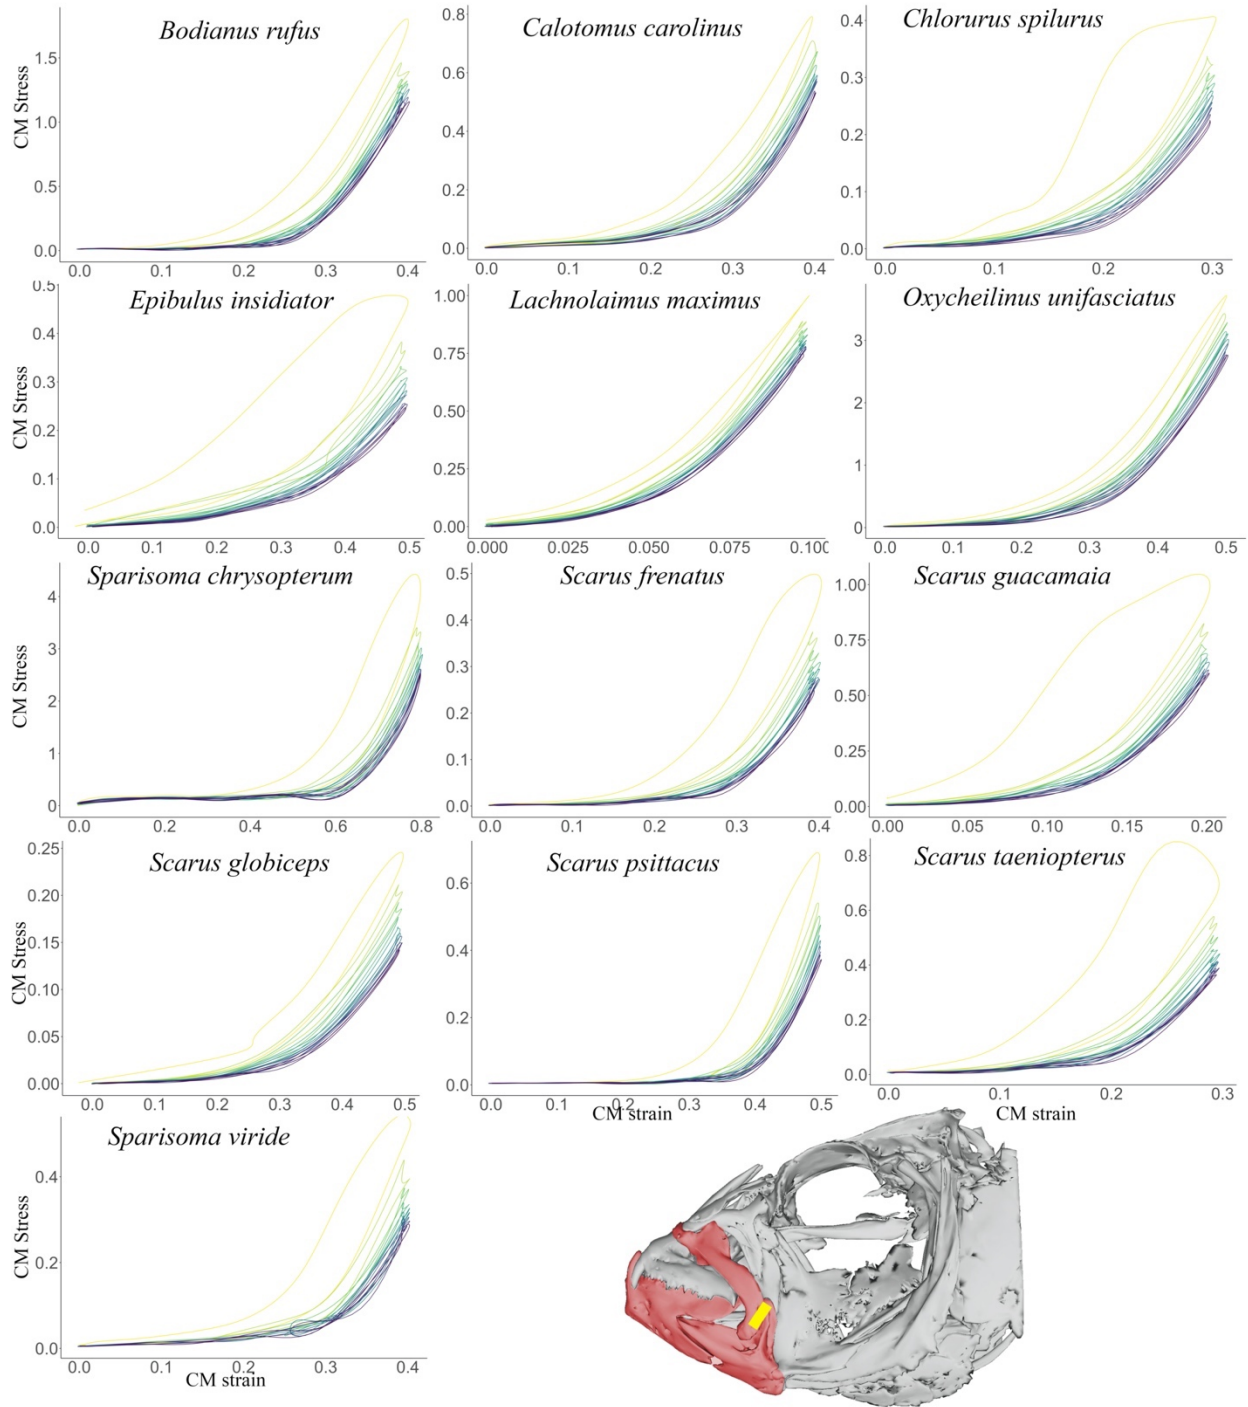 Bodianus rufus
CM Stress
1.5
1.0
0.5
0.0
0.0 0.1 0.2 0.3 0.4
Calotomus carolinus
0.8
0.6
0.4
0.2
0.0
0.0 0.1 0.2 0.3 0.4
Chlorurus spilurus
0.4
0.3
0.2
0.1
0.0
0.0 0.1 0.2 0.3
Epibulus insidiator
CM Stress
0.5
0.4
0.3
0.2
0.1
0.0
0.0 0.1 0.2 0.3 0.4 0.5
Lachnolaimus maximus
1.00
0.75
0.50
0.25
0.00
0.000 0.025 0.050 0.075 0.100
Oxycheilinus unifasciatus
3
2
1
0
0.0 0.1 0.2 0.3 0.4 0.5
Sparisoma chrysopterum
CM Stress
4
3
2
1
0
0.0 0.2 0.4 0.6 0.8
Scarus frenatus
0.5
0.4
0.3
0.2
0.1
0.0
0.0 0.1 0.2 0.3 0.4
Scarus guacamaia
1.00
0.75
0.50
0.25
0.00
0.00 0.05 0.10 0.15 0.20
Scarus globiceps
CM Stress
0.25
0.20
0.15
0.10
0.05
0.00
0.0 0.1 0.2 0.3 0.4 0.5
Scarus psittacus
0.6
0.4
0.2
0.0
0.0 0.1 0.2 0.3 0.4 0.5
CM strain
Scarus taeniopterus
0.8
0.6
0.4
0.2
0.0
0.0 0.1 0.2 0.3
CM strain
Sparisoma viride
CM Stress
0.4
0.2
0.0
0.0 0.1 0.2 0.3 0.4
CM strain